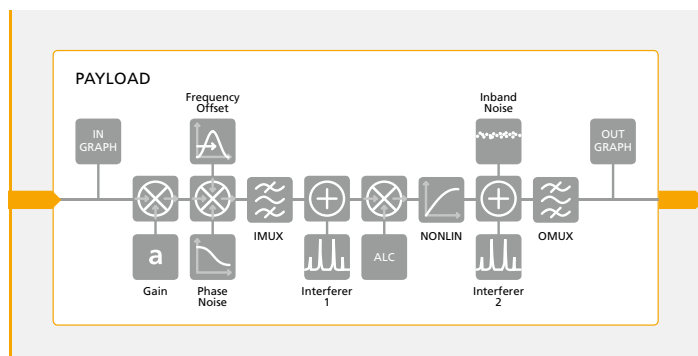 PAYLOAD
Frequency
Offset
Inband
Noise
IN
GRAPH
OUT
GRAPH
IMUX
NONLIN
OMUX
a
ALC
Gain
Phase
Noise
Interferer
1
Interferer
2